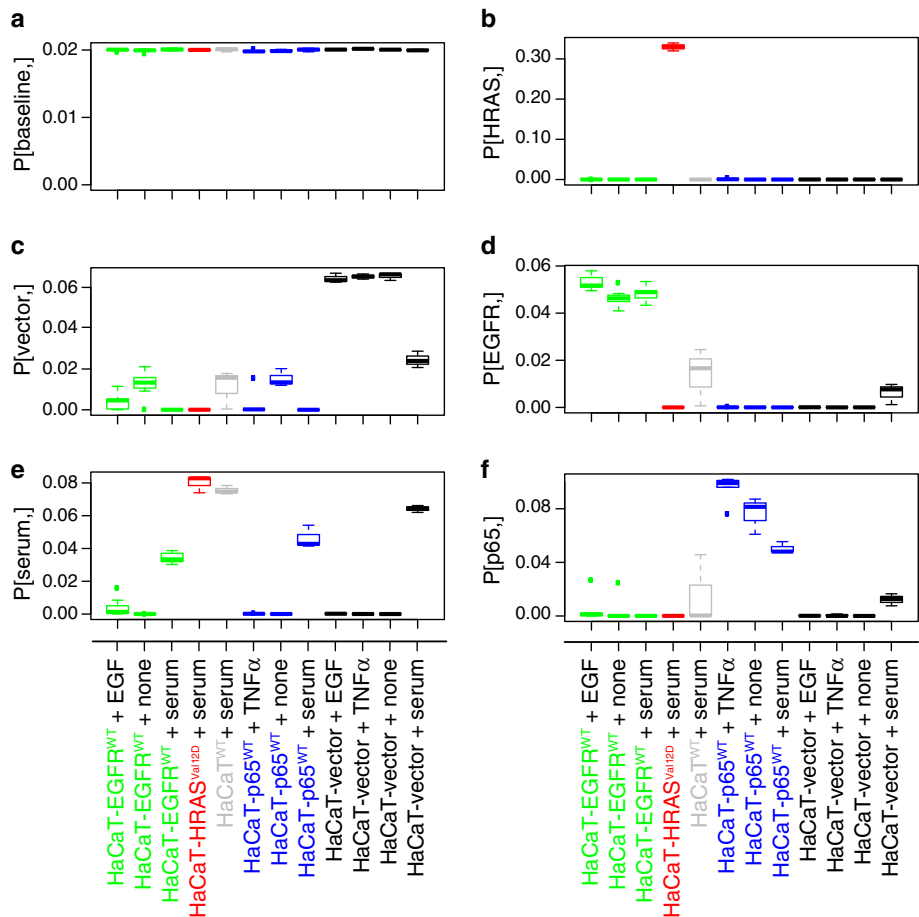 a
P[baseline,]
0.02
0.01
0.00
b
P[HRAS,]
0.30
0.20
0.10
0.00
c
P[vector,]
0.06
0.04
0.02
0.00
d
P[EGFR,]
0.06
0.04
0.02
0.00
e
P[serum,]
0.08
0.06
0.04
0.02
0.00
f
P[p65,]
0.08
0.04
0.00
HaCaT-EGFRᵂᵀ + EGF
HaCaT-EGFRᵂᵀ + none
HaCaT-EGFRᵂᵀ + serum
HaCaT-HRASⱽᵃˡ¹²ᴰ + serum
HaCaTᵂᵀ + serum
HaCaT-p65ᵂᵀ + TNFα
HaCaT-p65ᵂᵀ + none
HaCaT-p65ᵂᵀ + serum
HaCaT-vector + EGF
HaCaT-vector + TNFα
HaCaT-vector + none
HaCaT-vector + serum
HaCaT-EGFRᵂᵀ + EGF
HaCaT-EGFRᵂᵀ + none
HaCaT-EGFRᵂᵀ + serum
HaCaT-HRASⱽᵃˡ¹²ᴰ + serum
HaCaTᵂᵀ + serum
HaCaT-p65ᵂᵀ + TNFα
HaCaT-p65ᵂᵀ + none
HaCaT-p65ᵂᵀ + serum
HaCaT-vector + EGF
HaCaT-vector + TNFα
HaCaT-vector + none
HaCaT-vector + serum